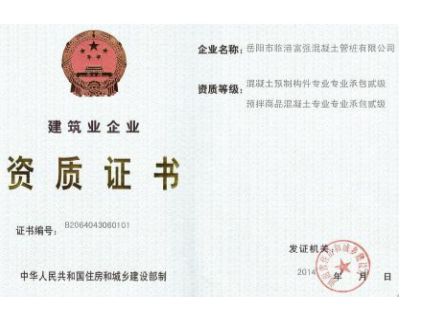 建筑业企业
资质证书
证书编号：B2064043060101
中华人民共和国住房和城乡建设部制
企业名称：岳阳市临港富强混凝土管桩有限公司
资质等级：混凝土预制构件专业专业承包贰级
预拌商品混凝土专业专业承包贰级
发证机关：
2014 年 月 日